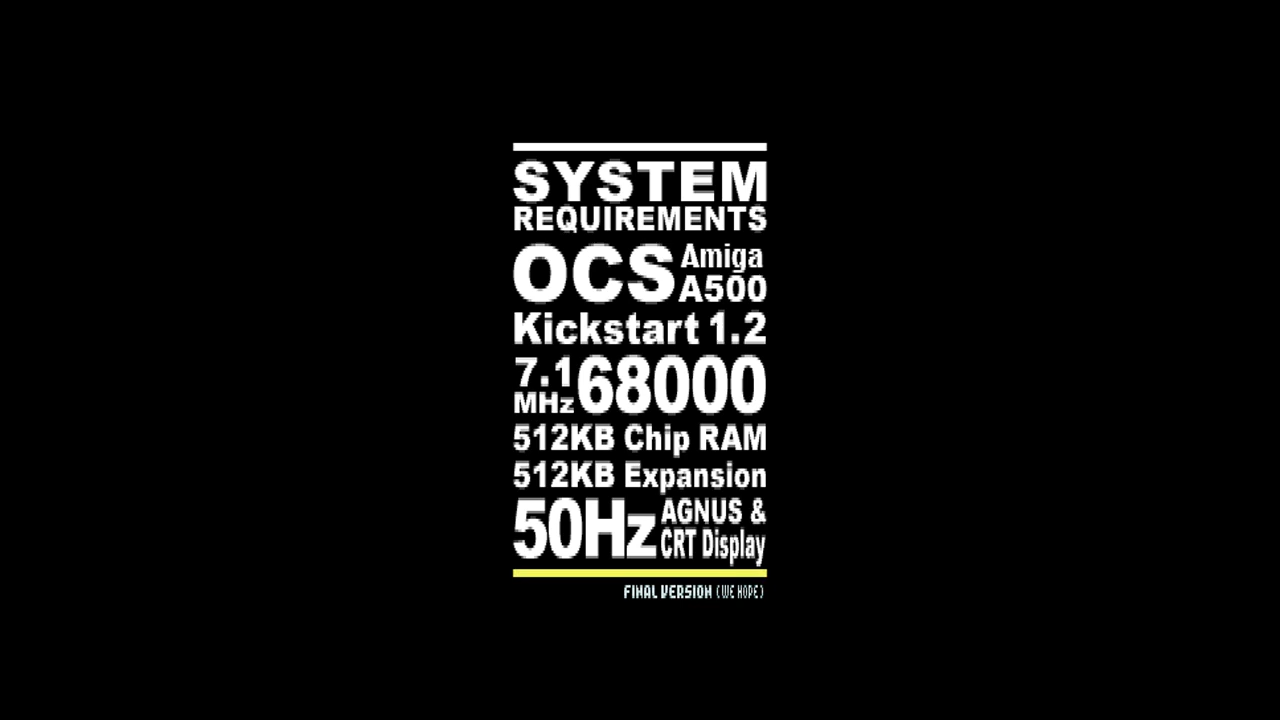 SYSTEM
REQUIREMENTS
OCS Amiga A500
Kickstart 1.2
7.1 MHz 68000
512KB Chip RAM
512KB Expansion
50Hz AGNUS & CRT Display
FINAL VERSION (WE HOPE)